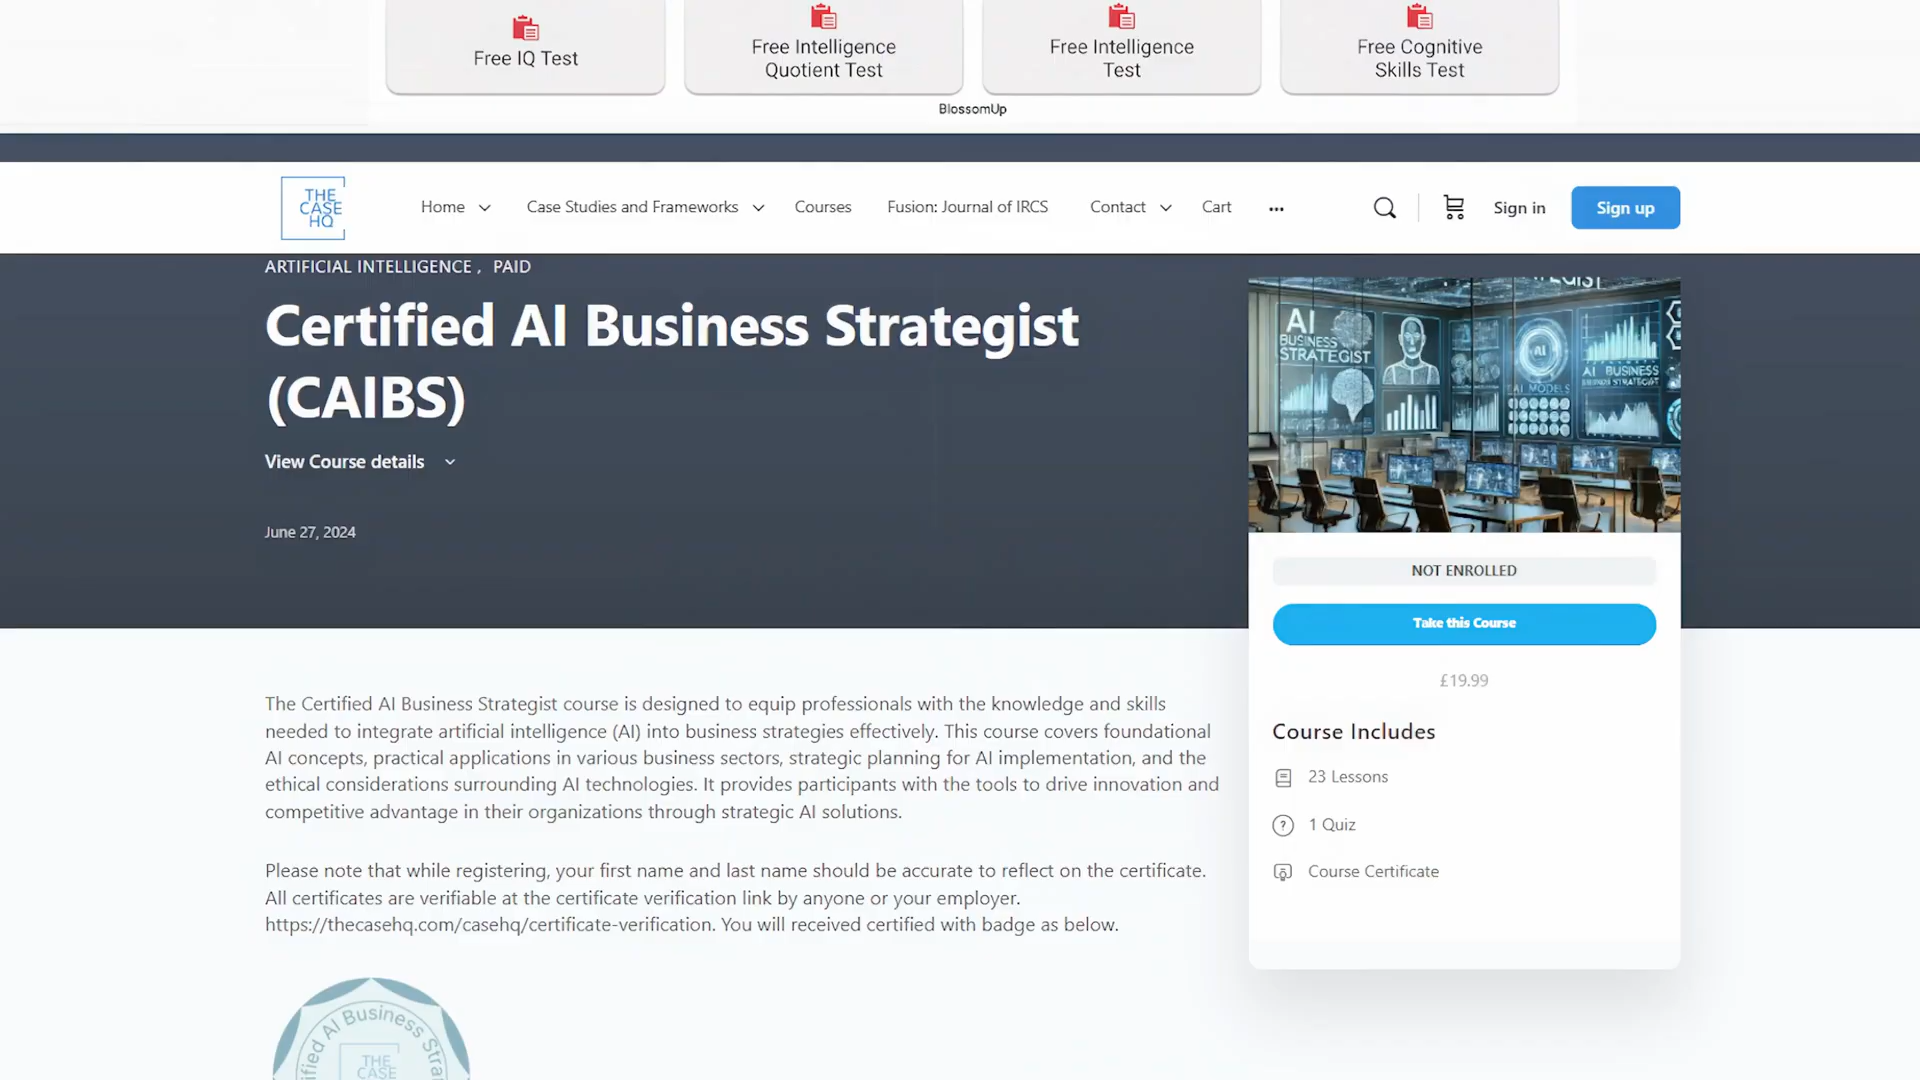 Free IQ Test
Free Intelligence
Quotient Test
Free Intelligence
Test
Free Cognitive
Skills Test
BlossomUp
THE
CASE
HQ
Home
Case Studies and Frameworks
Courses
Fusion: Journal of IRCS
Contact
Cart
...
Sign in
Sign up
ARTIFICIAL INTELLIGENCE , PAID
Certified AI Business Strategist
(CAIBS)
View Course details
June 27, 2024
AI
BUSINESS
STRATEGIST
AI
AI MODELS
AI BUSINESS
NOT ENROLLED
Take this Course
£19.99
Course Includes
23 Lessons
1 Quiz
Course Certificate
The Certified AI Business Strategist course is designed to equip professionals with the knowledge and skills
needed to integrate artificial intelligence (AI) into business strategies effectively. This course covers foundational
AI concepts, practical applications in various business sectors, strategic planning for AI implementation, and the
ethical considerations surrounding AI technologies. It provides participants with the tools to drive innovation and
competitive advantage in their organizations through strategic AI solutions.
Please note that while registering, your first name and last name should be accurate to reflect on the certificate.
All certificates are verifiable at the certificate verification link by anyone or your employer.
https://thecasehq.com/casehq/certificate-verification. You will received certified with badge as below.
ified AI Business Stra
THE
CASE